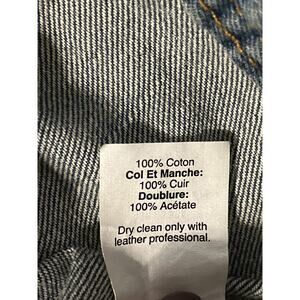 100% Coton
Col Et Manche:
100% Cuir
Doublure:
100% Acétate
Dry clean only with
leather professional.